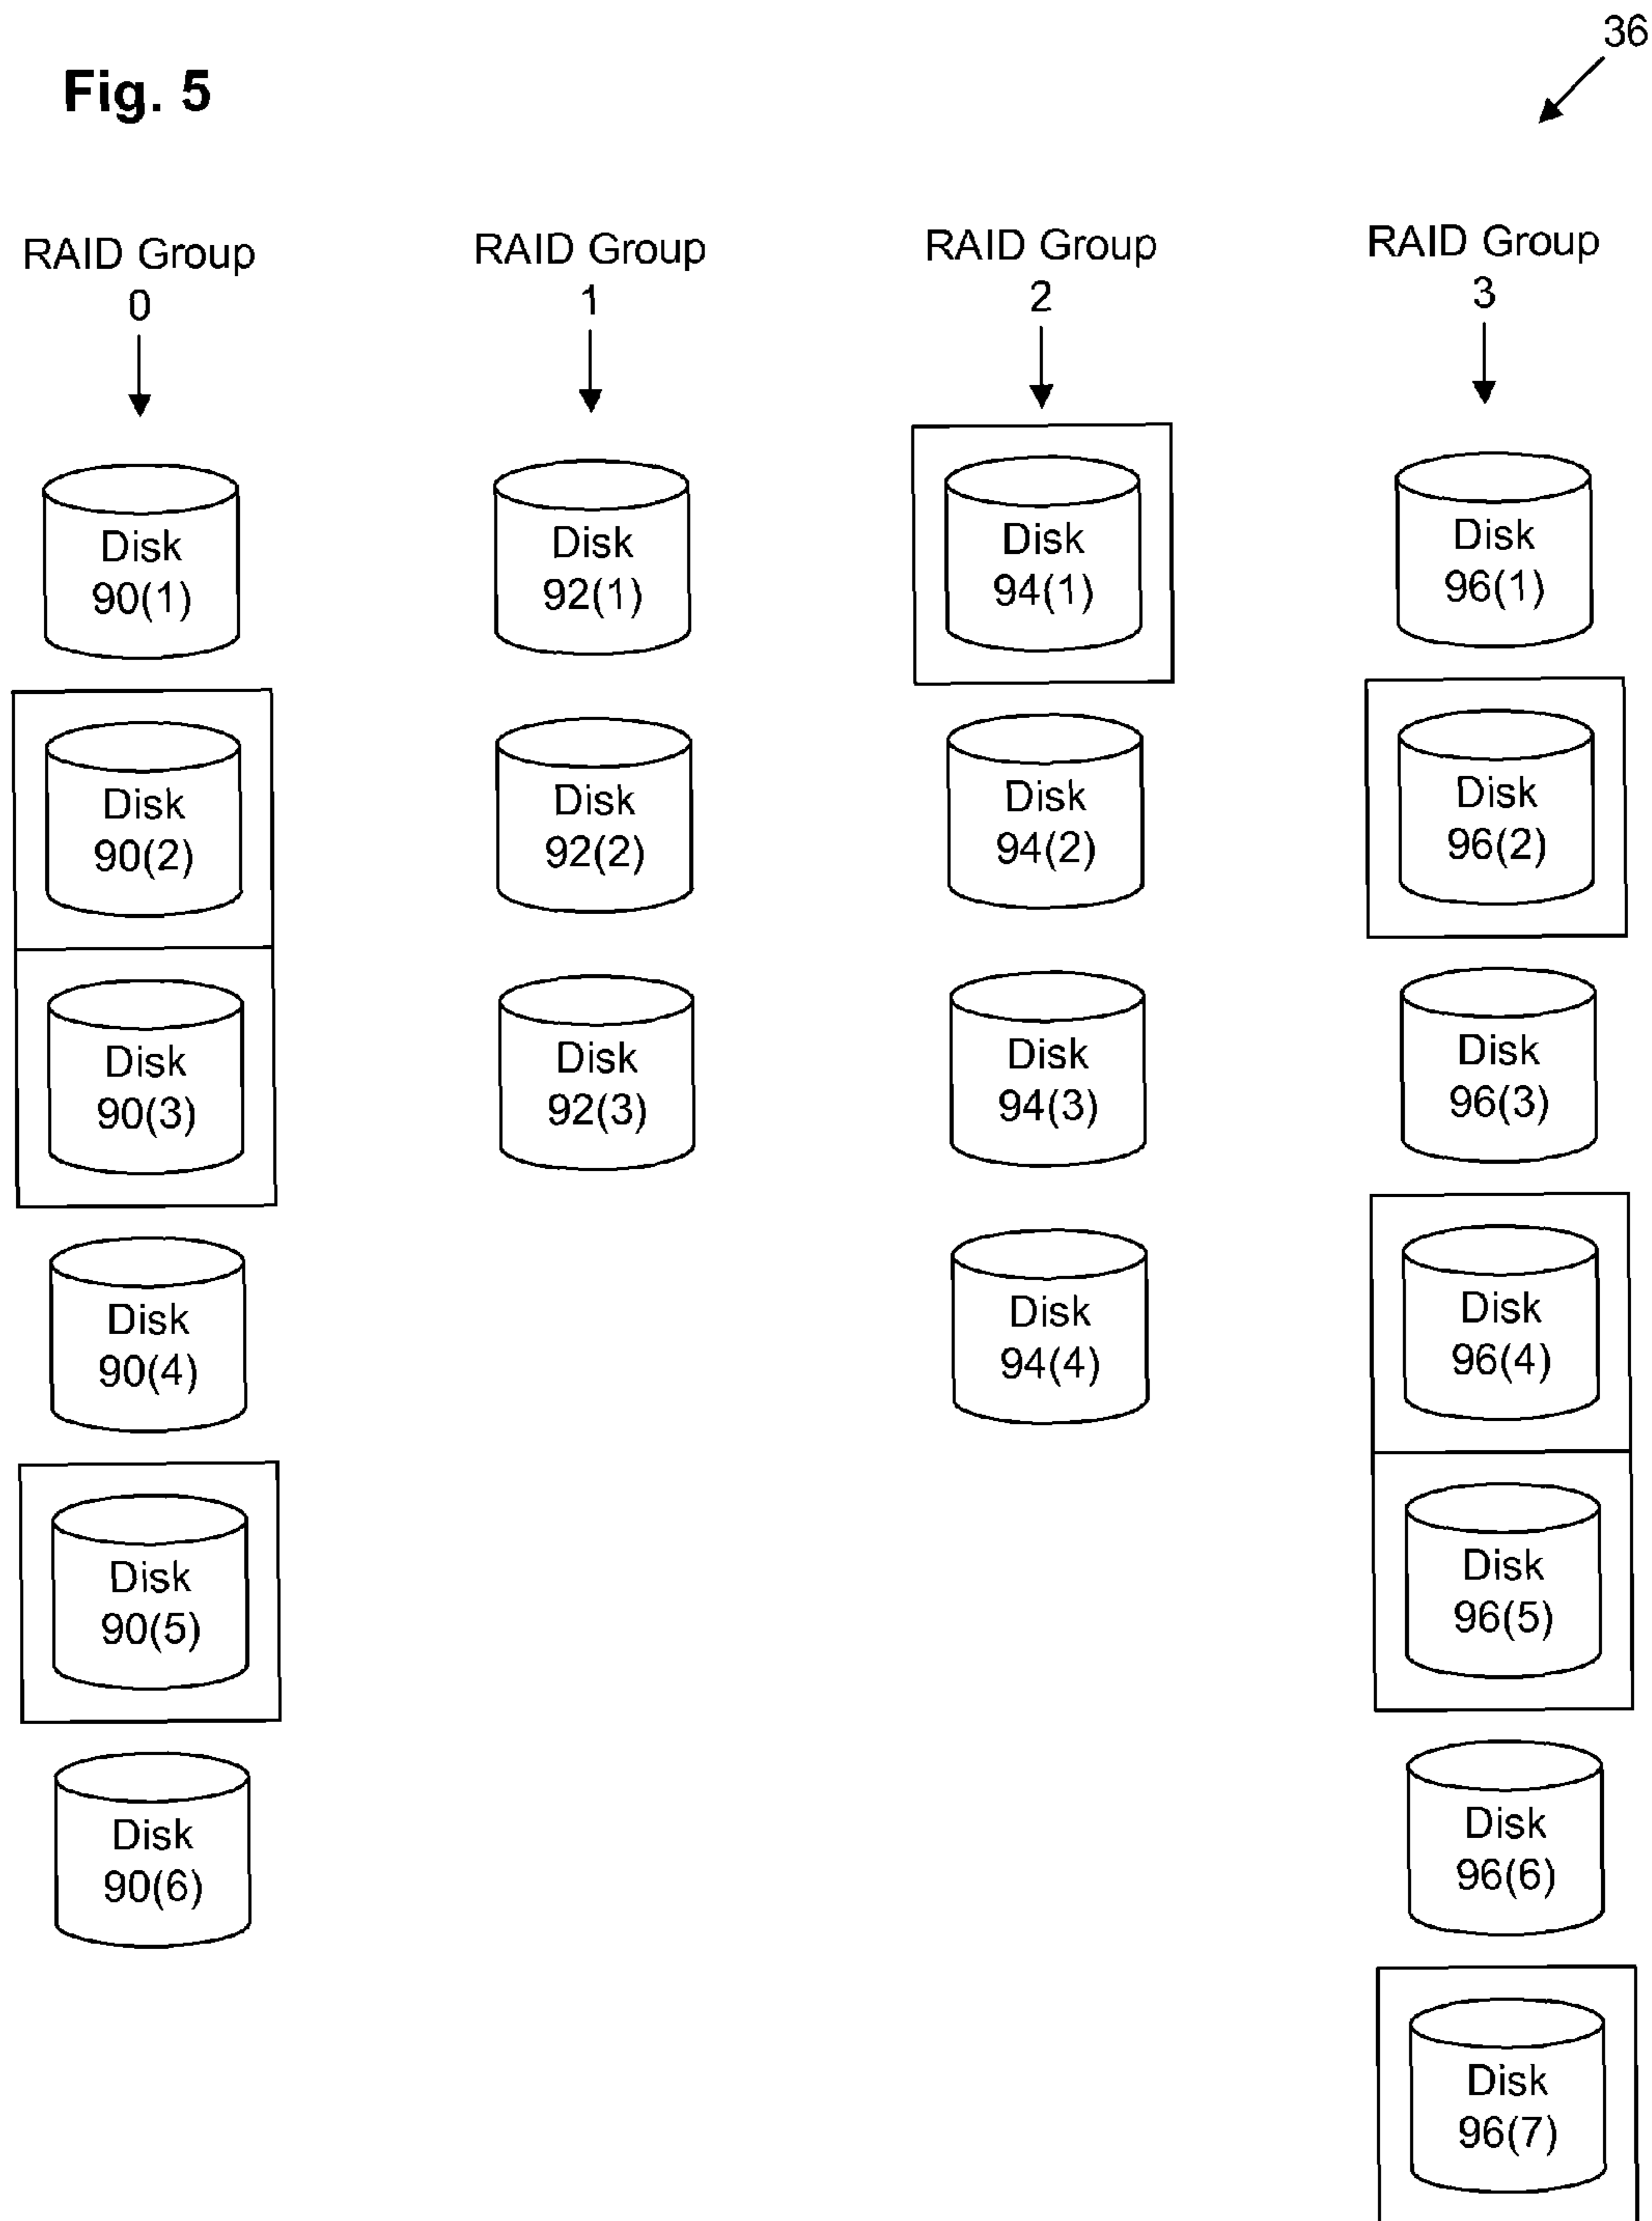 36
Fig. 5
RAID Group
0
RAID Group
1
RAID Group
2
RAID Group
3
Disk
90(1)
Disk
92(1)
Disk
94(1)
Disk
96(1)
Disk
90(2)
Disk
92(2)
Disk
94(2)
Disk
96(2)
Disk
90(3)
Disk
92(3)
Disk
94(3)
Disk
96(3)
Disk
90(4)
Disk
94(4)
Disk
96(4)
Disk
90(5)
Disk
96(5)
Disk
90(6)
Disk
96(6)
Disk
96(7)